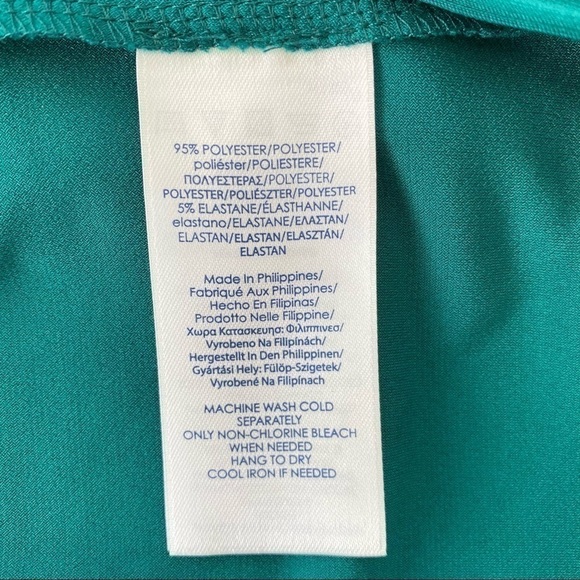 95% POLYESTER/POLYESTER/
poliéster/POLIESTERE/
ΠΟΛΥΕΣΤΕΡΑΣ/POLYESTER/
POLYESTER/POLIÉSZTER/POLYESTER
5% ELASTANE/ÉLASTHANNE/
elastano/ELASTANE/ΕΛΑΣΤΑΝ/
ELASTAN/ELASTAN/ELASZTÁN/
ELASTAN
Made In Philippines/
Fabriqué Aux Philippines/
Hecho En Filipinas/
Prodotto Nelle Filippine/
Χωρα Κατασκευησ: Φιλιππινεσ/
Vyrobeno Na Filipínách/
Hergestellt In Den Philippinen/
Gyártási Hely: Fülöp-Szigetek/
Vyrobené Na Filipínach
MACHINE WASH COLD
SEPARATELY
ONLY NON-CHLORINE BLEACH
WHEN NEEDED
HANG TO DRY
COOL IRON IF NEEDED